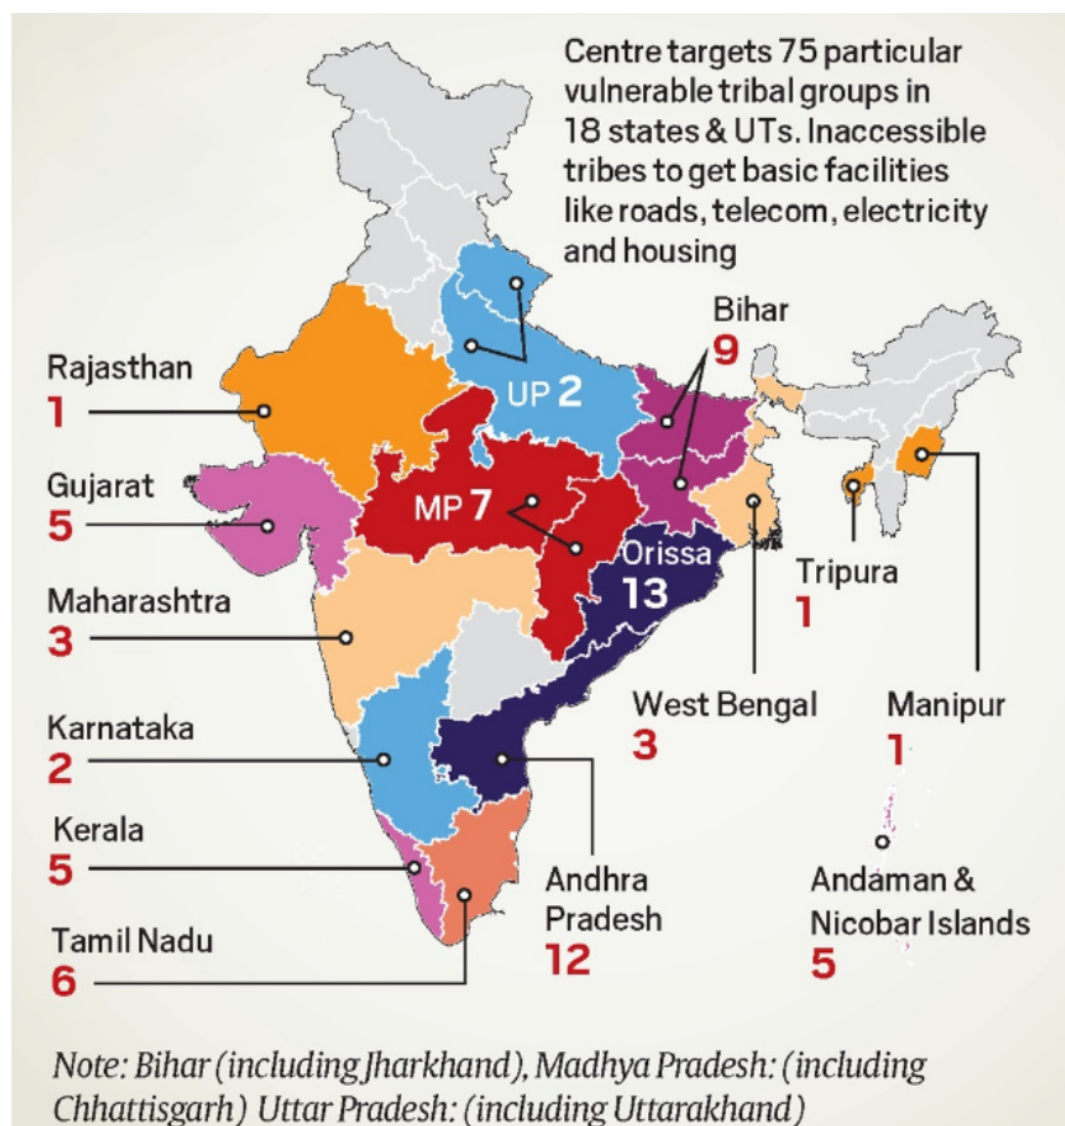 Centre targets 75 particular
vulnerable tribal groups in
18 states & UTs. Inaccessible
tribes to get basic facilities
like roads, telecom, electricity
and housing
Bihar
9
Rajasthan
1
UP 2
Gujarat
5
MP 7
Orissa
13
Tripura
1
Maharashtra
3
West Bengal
3
Manipur
1
Karnataka
2
Kerala
5
Andhra
Pradesh
12
Andaman &
Nicobar Islands
5
Tamil Nadu
6
Note: Bihar (including Jharkhand), Madhya Pradesh: (including
Chhattisgarh) Uttar Pradesh: (including Uttarakhand)